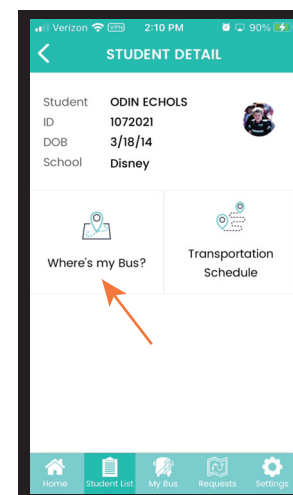 Verizon VPN 2:10 PM 90%
STUDENT DETAIL
Student ODIN ECHOLS
ID 1072021
DOB 3/18/14
School Disney
Where's my Bus?
Transportation
Schedule
Home Student List My Bus Requests Settings